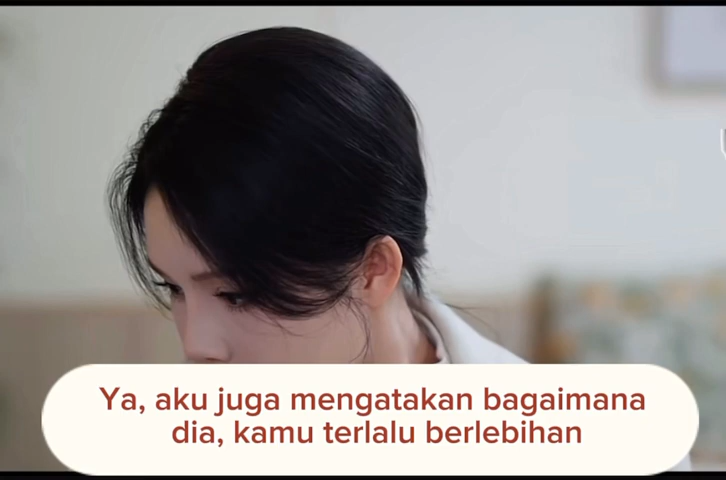 Ya, aku juga mengatakan bagaimana
dia, kamu terlalu berlebihan